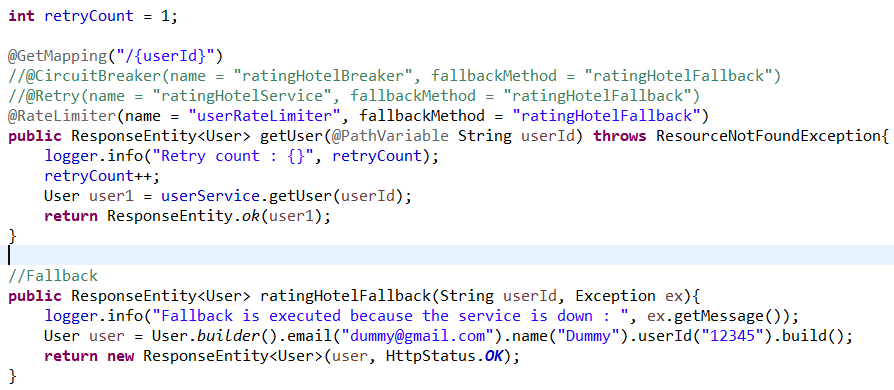 int retryCount = 1;
@GetMapping("/{userId}")
//@CircuitBreaker(name = "ratingHotelBreaker", fallbackMethod = "ratingHotelFallback")
//@Retry(name = "ratingHotelService", fallbackMethod = "ratingHotelFallback")
@RateLimiter(name = "userRateLimiter", fallbackMethod = "ratingHotelFallback")
public ResponseEntity<User> getUser(@PathVariable String userId) throws ResourceNotFoundException{
logger.info("Retry count : {}", retryCount);
retryCount++;
User user1 = userService.getUser(userId);
return ResponseEntity.ok(user1);
}
//Fallback
public ResponseEntity<User> ratingHotelFallback(String userId, Exception ex){
logger.info("Fallback is executed because the service is down : ", ex.getMessage());
User user = User.builder().email("dummy@gmail.com").name("Dummy").userId("12345").build();
return new ResponseEntity<User>(user, HttpStatus.OK);
}